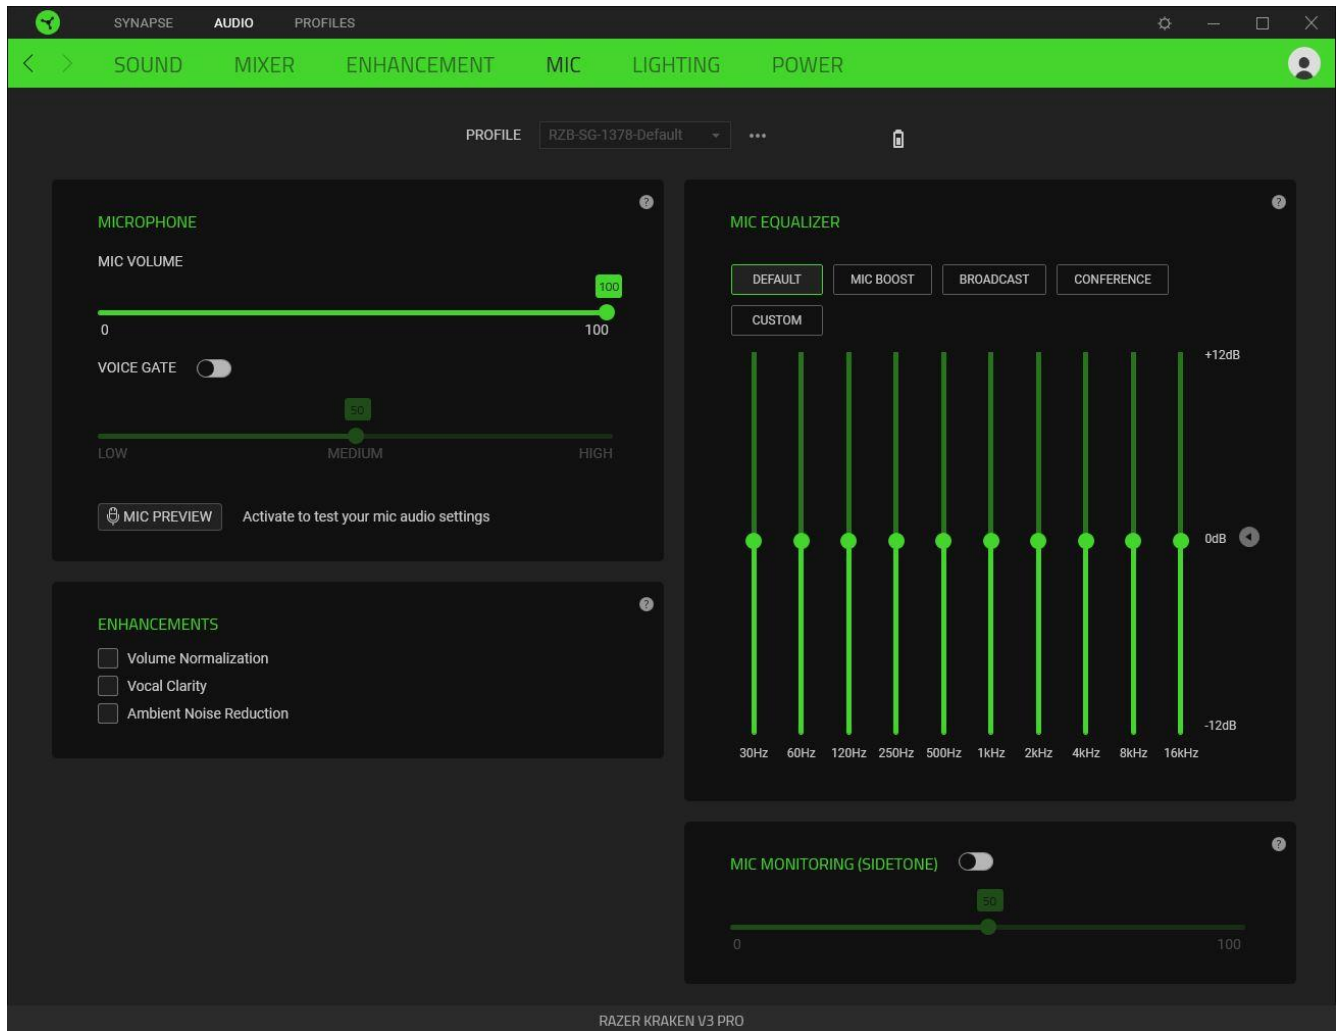 SYNAPSE AUDIO PROFILES
SOUND MIXER ENHANCEMENT MIC LIGHTING POWER
PROFILE RZB-SG-1378-Default
MICROPHONE
MIC VOLUME
100
0 100
VOICE GATE
50
LOW MEDIUM HIGH
MIC PREVIEW Activate to test your mic audio settings
ENHANCEMENTS
Volume Normalization
Vocal Clarity
Ambient Noise Reduction
MIC EQUALIZER
DEFAULT MIC BOOST BROADCAST CONFERENCE
CUSTOM
+12dB
0dB
-12dB
30Hz 60Hz 120Hz 250Hz 500Hz 1kHz 2kHz 4kHz 8kHz 16kHz
MIC MONITORING (SIDETONE)
50
0 100
RAZER KRAKEN V3 PRO